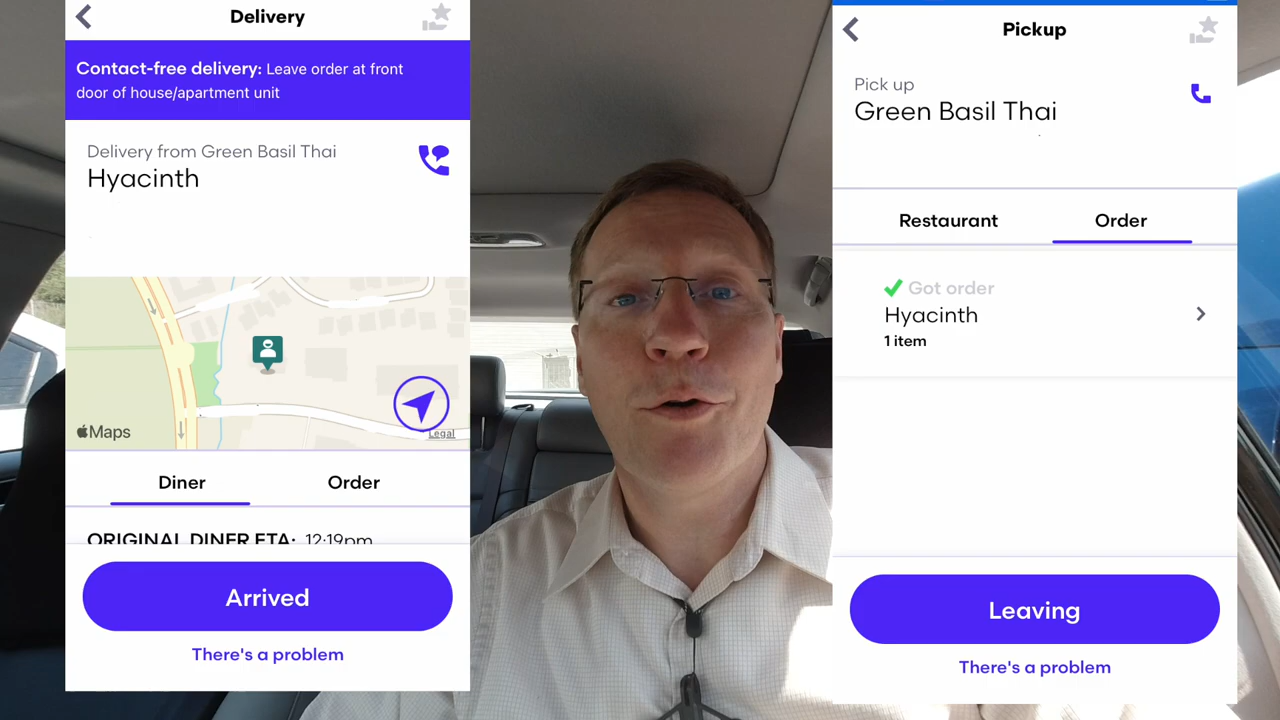 Delivery
Contact-free delivery: Leave order at front
door of house/apartment unit
Delivery from Green Basil Thai
Hyacinth
Maps
Legal
Diner
Order
ORIGINAL DINER ETA: 12:19pm
Arrived
There's a problem
Pickup
Pick up
Green Basil Thai
Restaurant
Order
Got order
Hyacinth
1 item
Leaving
There's a problem